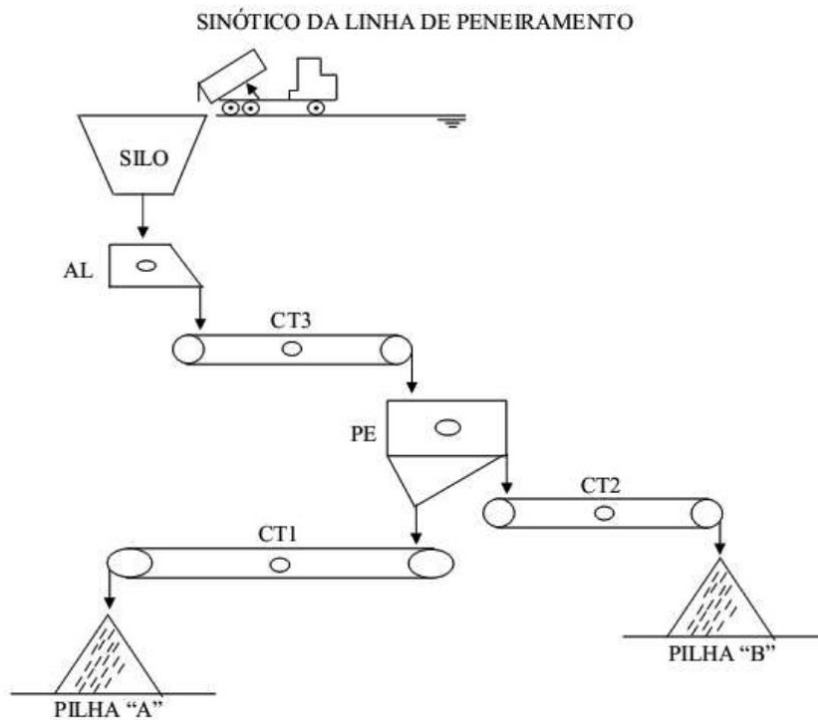 SINÓTICO DA LINHA DE PENEIRAMENTO
SILO
AL
CT3
PE
CT2
CT1
PILHA “B”
PILHA “A”